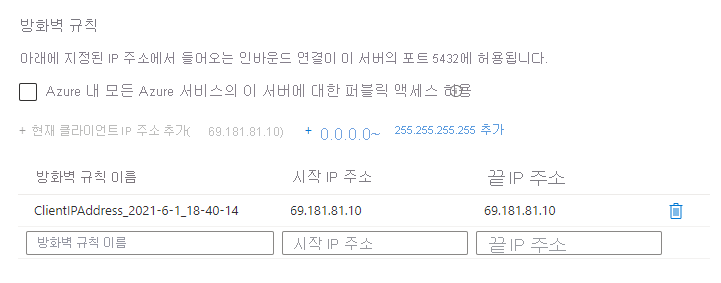 방화벽 규칙
아래에 지정된 IP 주소에서 들어오는 인바운드 연결이 이 서버의 포트 5432에 허용됩니다.
Azure 내 모든 Azure 서비스의 이 서버에 대한 퍼블릭 액세스 허용
+ 현재 클라이언트 IP 주소 추가( 69.181.81.10) + 0.0.0.0~ 255.255.255.255 추가
방화벽 규칙 이름 시작 IP 주소 끝 IP 주소
ClientIPAddress_2021-6-1_18-40-14 69.181.81.10 69.181.81.10
방화벽 규칙 이름 시작 IP 주소 끝 IP 주소